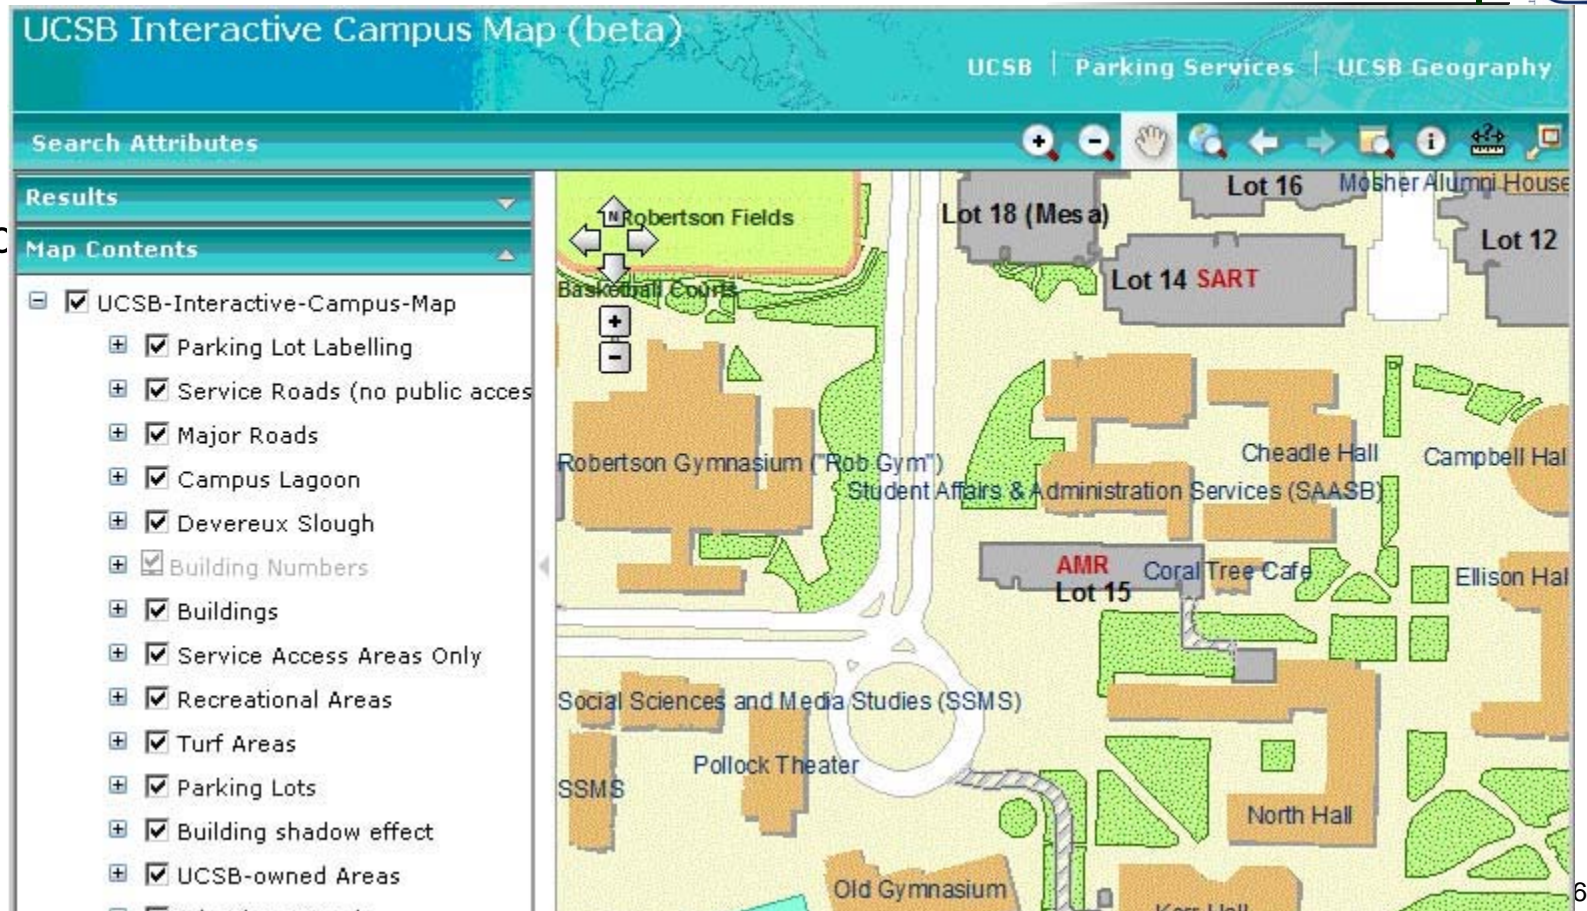 UCSB Interactive Campus Map (beta)
UCSB | Parking Services | UCSB Geography
Search Attributes
Results
Map Contents
UCSB-Interactive-Campus-Map
Parking Lot Labelling
Service Roads (no public acces
Major Roads
Campus Lagoon
Devereux Slough
Building Numbers
Buildings
Service Access Areas Only
Recreational Areas
Turf Areas
Parking Lots
Building shadow effect
UCSB-owned Areas
N
Robertson Fields
Basketball Courts
Lot 18 (Mesa)
Lot 16
Mosher Alumni House
Lot 12
Lot 14 SART
Robertson Gymnasium ("Rob Gym")
Cheadle Hall
Campbell Hal
Student Affairs & Administration Services (SAASB)
AMR
Lot 15
Coral Tree Cafe
Ellison Hal
Social Sciences and Media Studies (SSMS)
Pollock Theater
SSMS
North Hall
Old Gymnasium
Kerr Hall
6